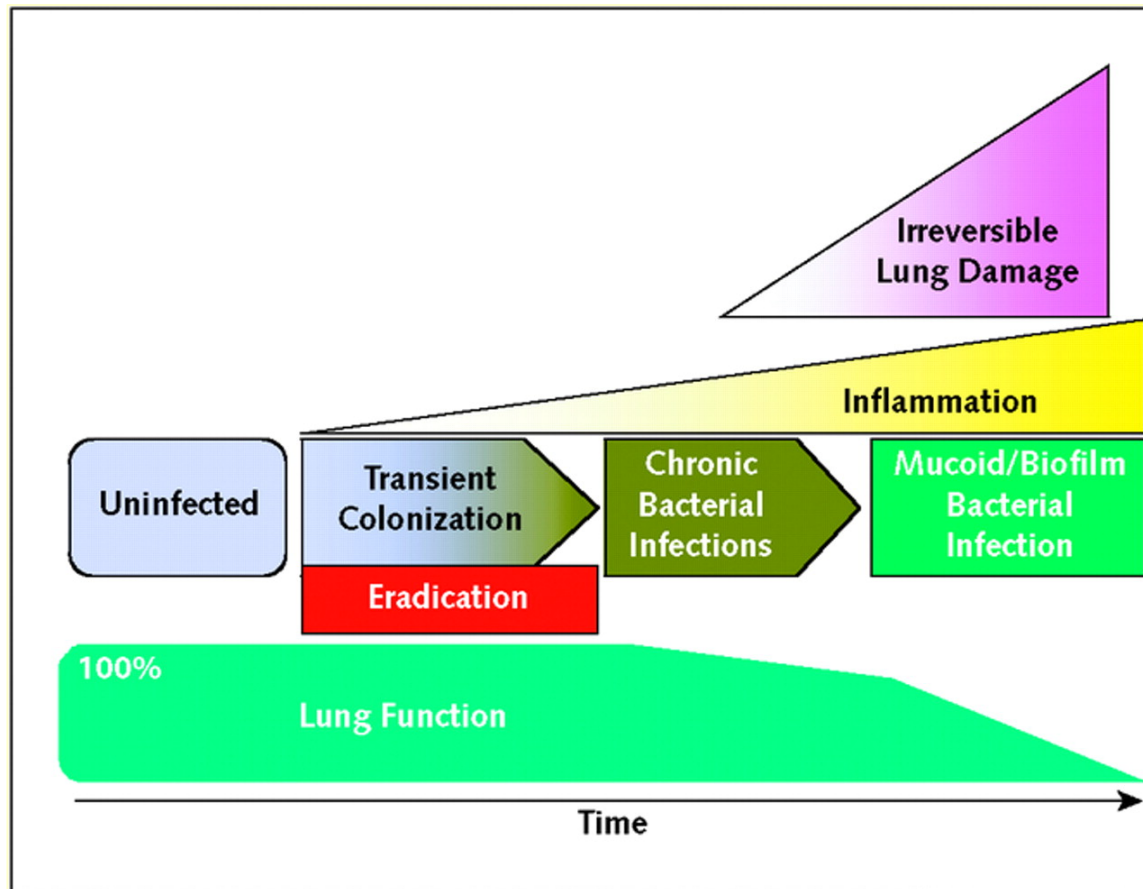 Irreversible
Lung Damage
Inflammation
Uninfected
Transient
Colonization
Chronic
Bacterial
Infections
Mucoid/Biofilm
Bacterial
Infection
Eradication
100%
Lung Function
Time